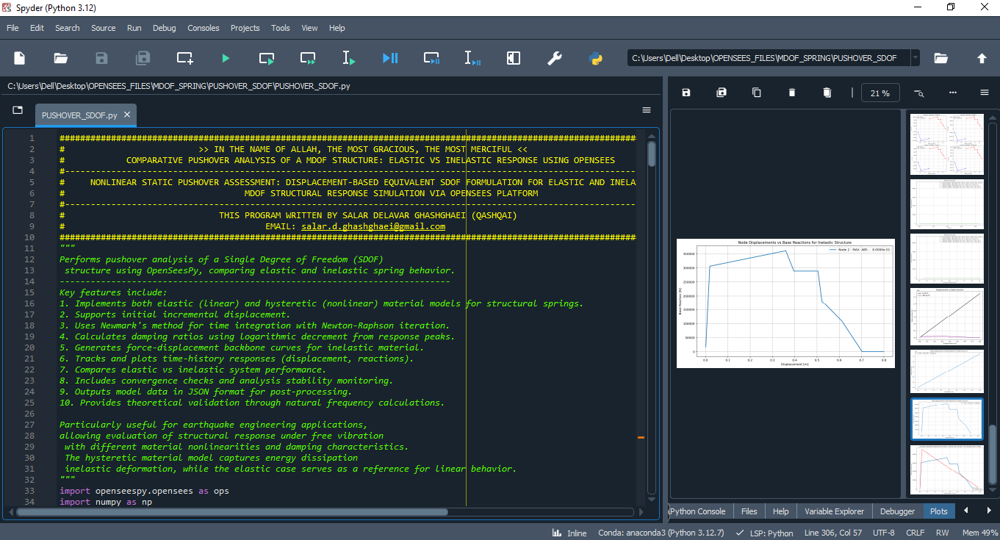 Spyder (Python 3.12)
File Edit Search Source Run Debug Consoles Projects Tools View Help
C:\Users\Dell\Desktop\OPENSEES_FILES\MDOF_SPRING\PUSHOVER_SDOF
C:\Users\Dell\Desktop\OPENSEES_FILES\MDOF_SPRING\PUSHOVER_SDOF\PUSHOVER_SDOF.py
PUSHOVER_SDOF.py
1 ################################################################################################################
2 # >> IN THE NAME OF ALLAH, THE MOST GRACIOUS, THE MOST MERCIFUL <<
3 # COMPARATIVE PUSHOVER ANALYSIS OF A MDOF STRUCTURE: ELASTIC VS INELASTIC RESPONSE USING OPENSEES
4 #---------------------------------------------------------------------------------------------------------------
5 # NONLINEAR STATIC PUSHOVER ASSESSMENT: DISPLACEMENT-BASED EQUIVALENT SDOF FORMULATION FOR ELASTIC AND INELA
6 # MDOF STRUCTURAL RESPONSE SIMULATION VIA OPENSEES PLATFORM
7 #---------------------------------------------------------------------------------------------------------------
8 # THIS PROGRAM WRITTEN BY SALAR DELAVAR GHASHGHAEI (QASHQAI)
9 # EMAIL: salar.d.ghashghaei@gmail.com
10 ################################################################################################################
11 """
12 Performs pushover analysis of a Single Degree of Freedom (SDOF)
13 structure using OpenSeesPy, comparing elastic and inelastic spring behavior.
14 ----------------------------------------------------------------------------
15 Key features include:
16 1. Implements both elastic (linear) and hysteretic (nonlinear) material models for structural springs.
17 2. Supports initial incremental displacement.
18 3. Uses Newmark's method for time integration with Newton-Raphson iteration.
19 4. Calculates damping ratios using logarithmic decrement from response peaks.
20 5. Generates force-displacement backbone curves for inelastic material.
21 6. Tracks and plots time-history responses (displacement, reactions).
22 7. Compares elastic vs inelastic system performance.
23 8. Includes convergence checks and analysis stability monitoring.
24 9. Outputs model data in JSON format for post-processing.
25 10. Provides theoretical validation through natural frequency calculations.
26
27 Particularly useful for earthquake engineering applications,
28 allowing evaluation of structural response under free vibration
29 with different material nonlinearities and damping characteristics.
30 The hysteretic material model captures energy dissipation
31 inelastic deformation, while the elastic case serves as a reference for linear behavior.
32 """
33 import openseespy.opensees as ops
34 import numpy as np
21 %
Node Displacements vs Base Reactions for Inelastic Structure
Node 2 - MAX. ABS. : 8.0000e-01
Base Reaction [N]
350000
300000
250000
200000
150000
100000
50000
0
0.0 0.1 0.2 0.3 0.4 0.5 0.6 0.7 0.8
Displacement [m]
Python Console Files Help Variable Explorer Debugger Plots
Inline Conda: anaconda3 (Python 3.12.7) LSP: Python Line 306, Col 57 UTF-8 CRLF RW Mem 49%